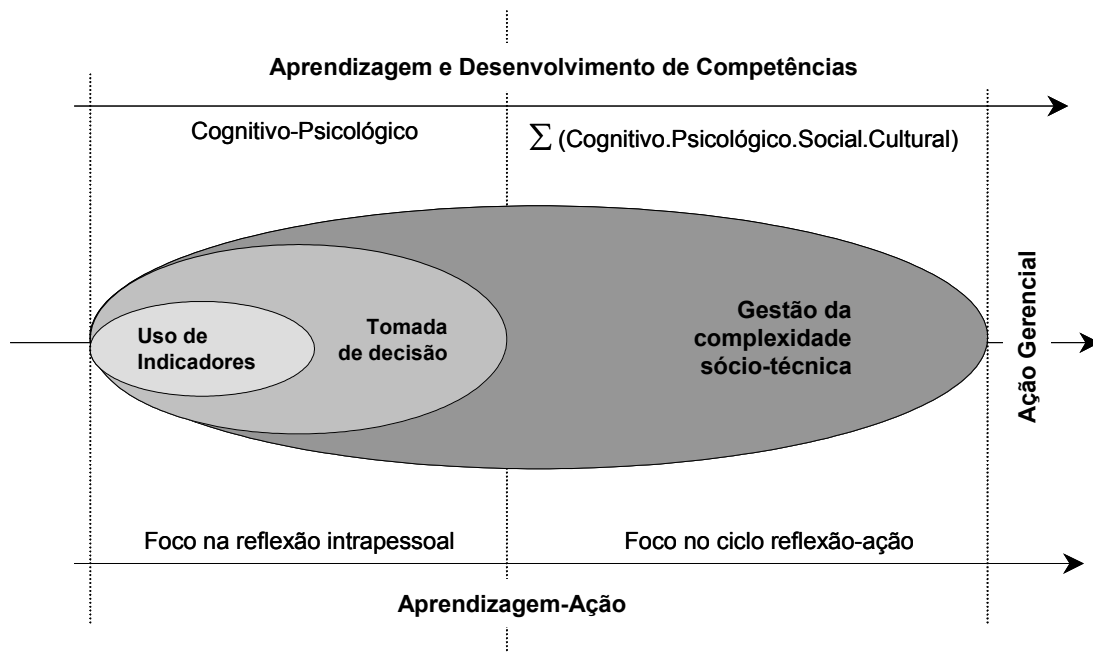 Aprendizagem e Desenvolvimento de Competências
Cognitivo-Psicológico
∑ (Cognitivo.Psicológico.Social.Cultural)
Uso de
Indicadores
Tomada
de decisão
Gestão da
complexidade
sócio-técnica
Ação Gerencial
Foco na reflexão intrapessoal
Foco no ciclo reflexão-ação
Aprendizagem-Ação